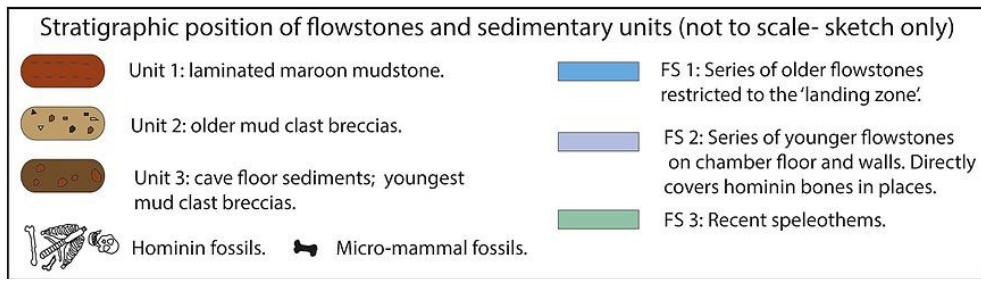 Stratigraphic position of flowstones and sedimentary units (not to scale- sketch only)
Unit 1: laminated maroon mudstone.
Unit 2: older mud clast breccias.
Unit 3: cave floor sediments; youngest
mud clast breccias.
Hominin fossils.
Micro-mammal fossils.
FS 1: Series of older flowstones
restricted to the 'landing zone'.
FS 2: Series of younger flowstones
on chamber floor and walls. Directly
covers hominin bones in places.
FS 3: Recent speleothems.